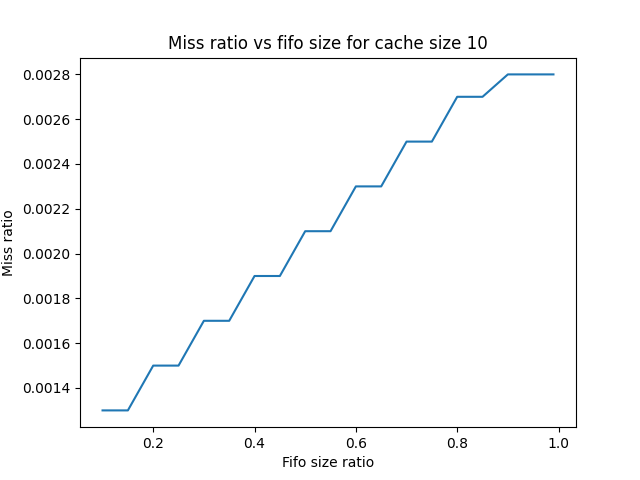 Miss ratio vs fifo size for cache size 10
0.0028
0.0026
0.0024
0.0022
0.0020
0.0018
0.0016
0.0014
Miss ratio
0.2 0.4 0.6 0.8 1.0
Fifo size ratio